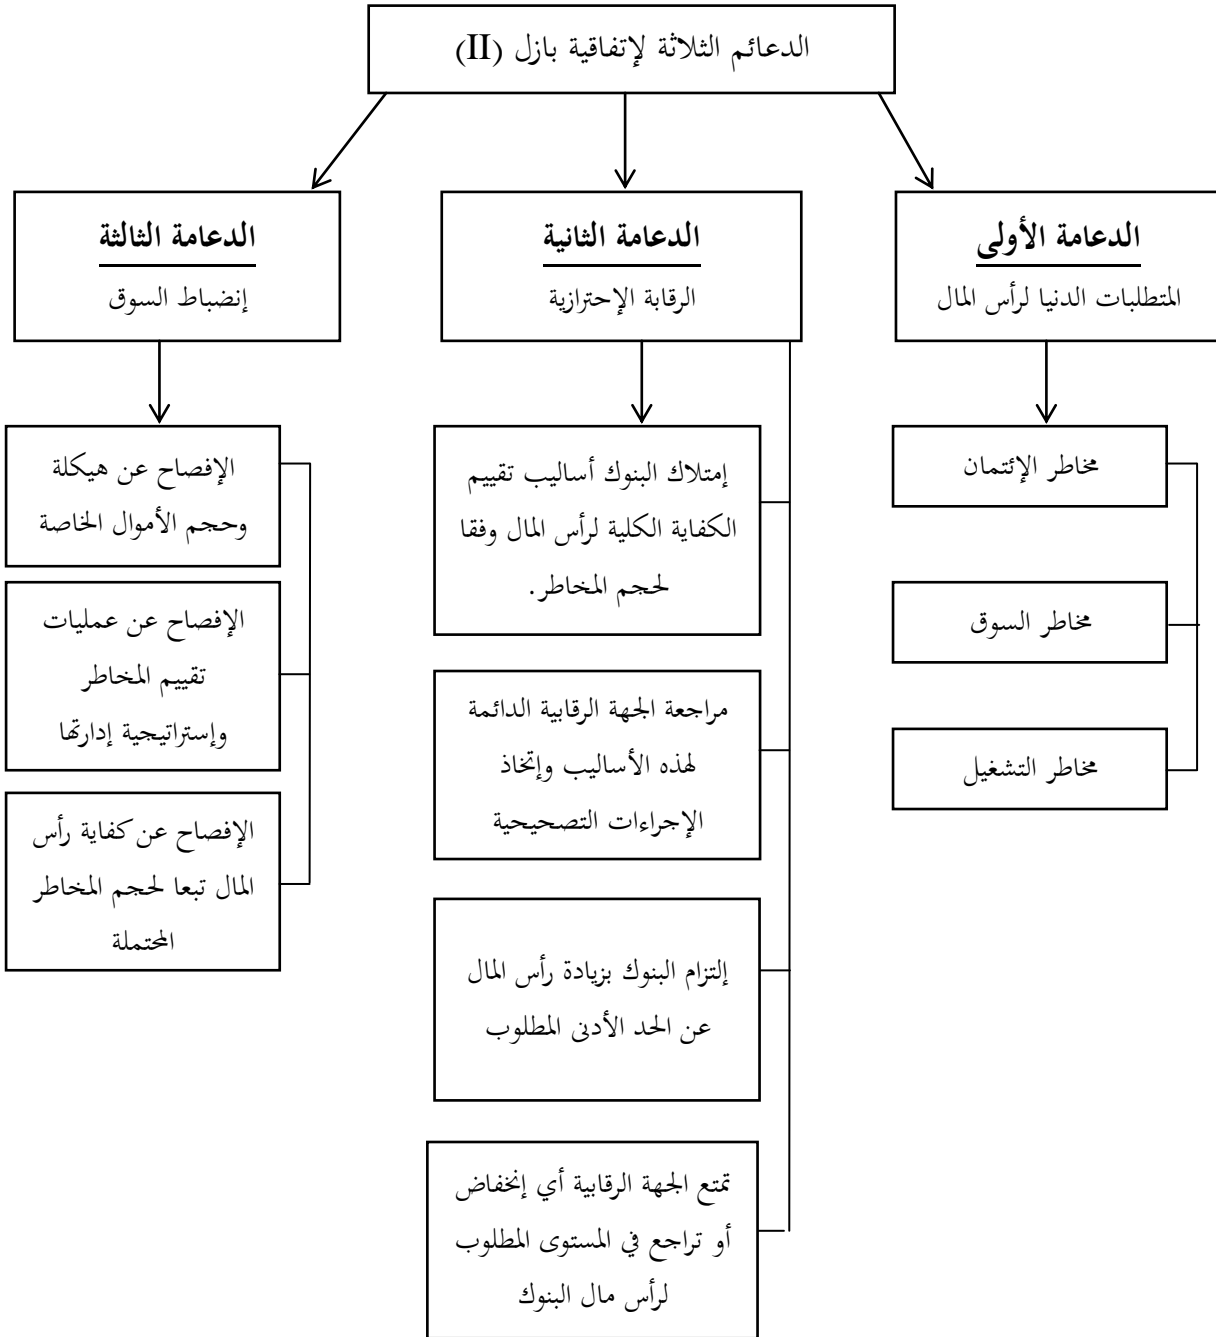 الدعائم الثلاثة لإتفاقية بازل (II)
الدعامة الأولى
المتطلبات الدنيا لرأس المال
مخاطر الإئتمان
مخاطر السوق
مخاطر التشغيل
الدعامة الثانية
الرقابة الإحترازية
إمتلاك البنوك أساليب تقييم
الكفاية الكلية لرأس المال وفقا
لحجم المخاطر.
مراجعة الجهة الرقابية الدائمة
لهذه الأساليب وإتخاذ
الإجراءات التصحيحية
إلتزام البنوك بزيادة رأس المال
عن الحد الأدنى المطلوب
تمتع الجهة الرقابية أي إنخفاض
أو تراجع في المستوى المطلوب
لرأس مال البنوك
الدعامة الثالثة
إنضباط السوق
الإفصاح عن هيكلة
وحجم الأموال الخاصة
الإفصاح عن عمليات
تقييم المخاطر
وإستراتيجية إدارتها
الإفصاح عن كفاية رأس
المال تبعا لحجم المخاطر
المحتملة